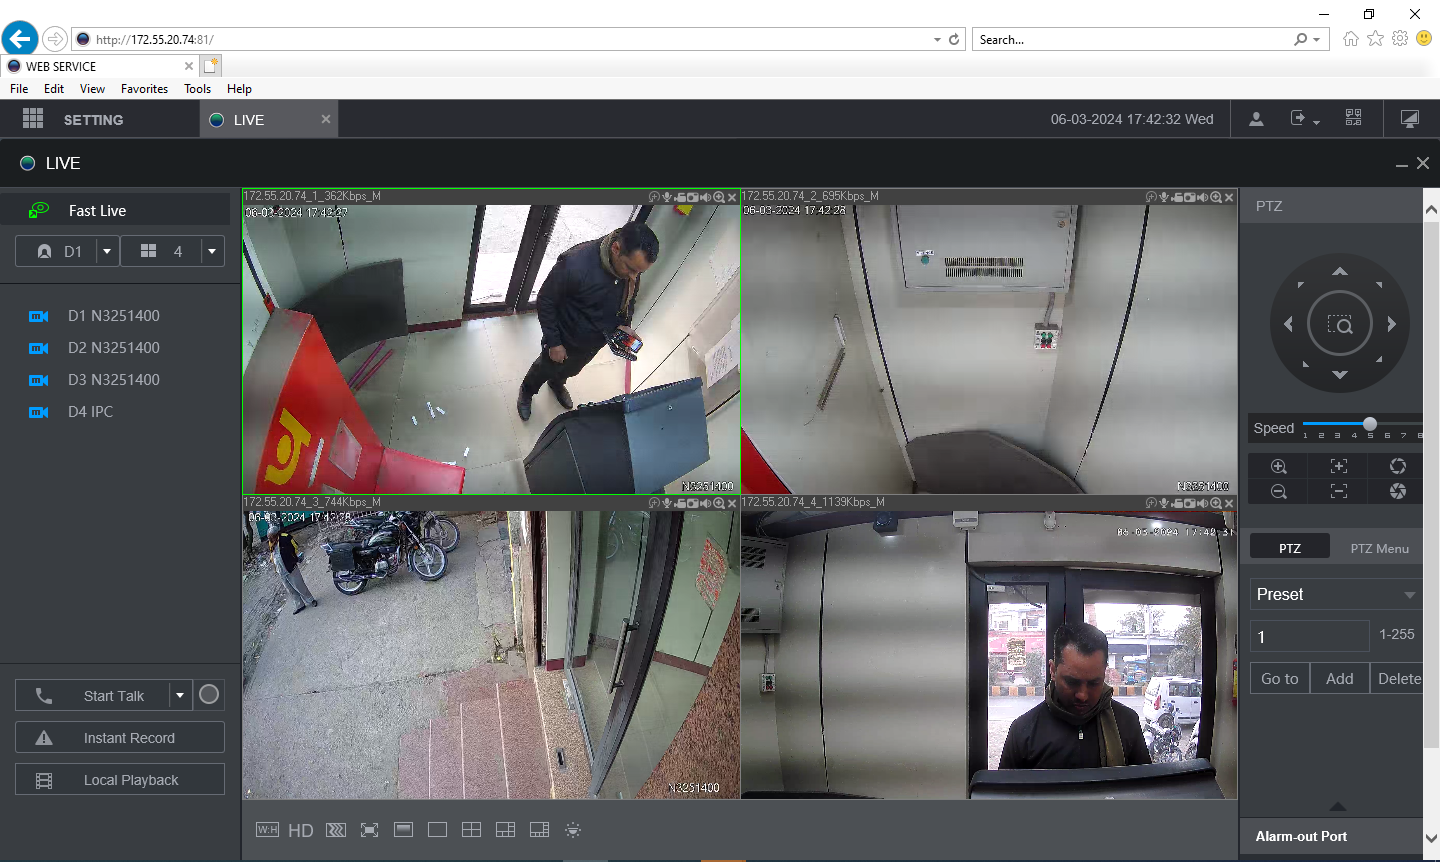 http://172.55.20.74:81/
Search...
WEB SERVICE
File Edit View Favorites Tools Help
SETTING
LIVE
06-03-2024 17:42:32 Wed
LIVE
Fast Live
D1
4
D1 N3251400
D2 N3251400
D3 N3251400
D4 IPC
Start Talk
Instant Record
Local Playback
172.55.20.74_1_362Kbps_M
06-03-2024 17:42:27
N3251400
172.55.20.74_2_695Kbps_M
06-03-2024 17:42:28
N3251400
172.55.20.74_3_744Kbps_M
06-03-2024 17:42:28
N3251400
172.55.20.74_4_1139Kbps_M
06-03-2024 17:42:31
W:H HD
PTZ
Speed
1 2 3 4 5 6 7 8
PTZ
PTZ Menu
Preset
1
1-255
Go to
Add
Delete
Alarm-out Port